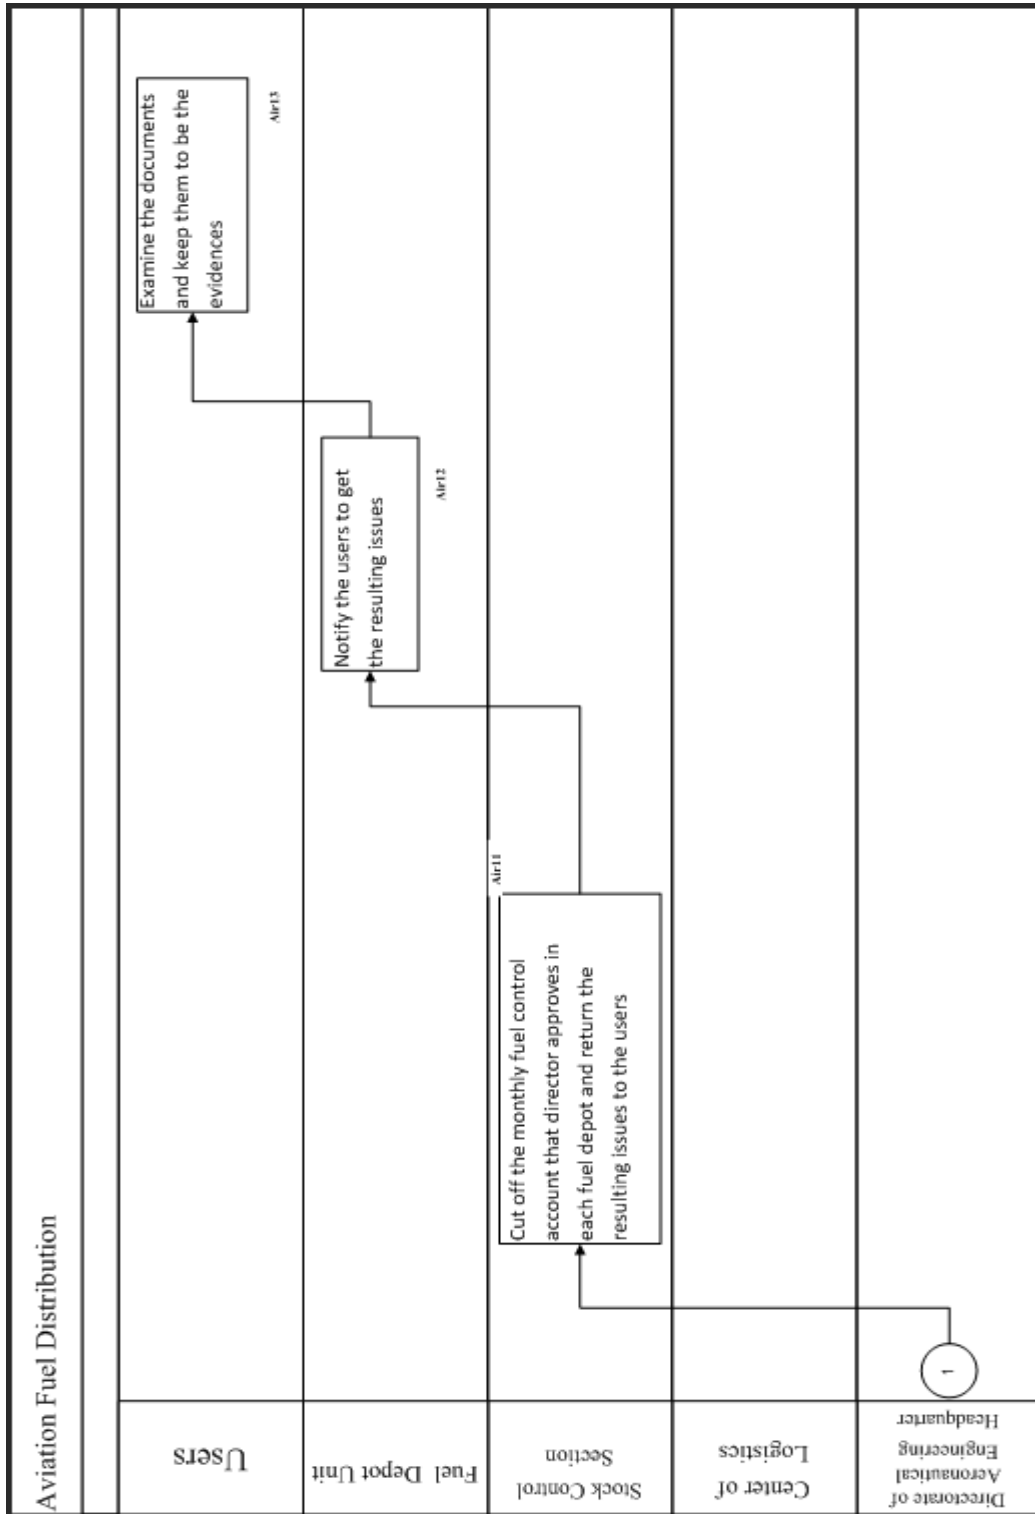 Aviation Fuel Distribution
Users
Examine the documents
and keep them to be the
evidences
Air13
Fuel Depot Unit
Notify the users to get
the resulting issues
Air12
Stock Control
Section
Cut off the monthly fuel control
account that director approves in
each fuel depot and return the
resulting issues to the users
Air11
Center of
Logistics
Directorate of
Aeronautical
Engineering
Headquarter
1